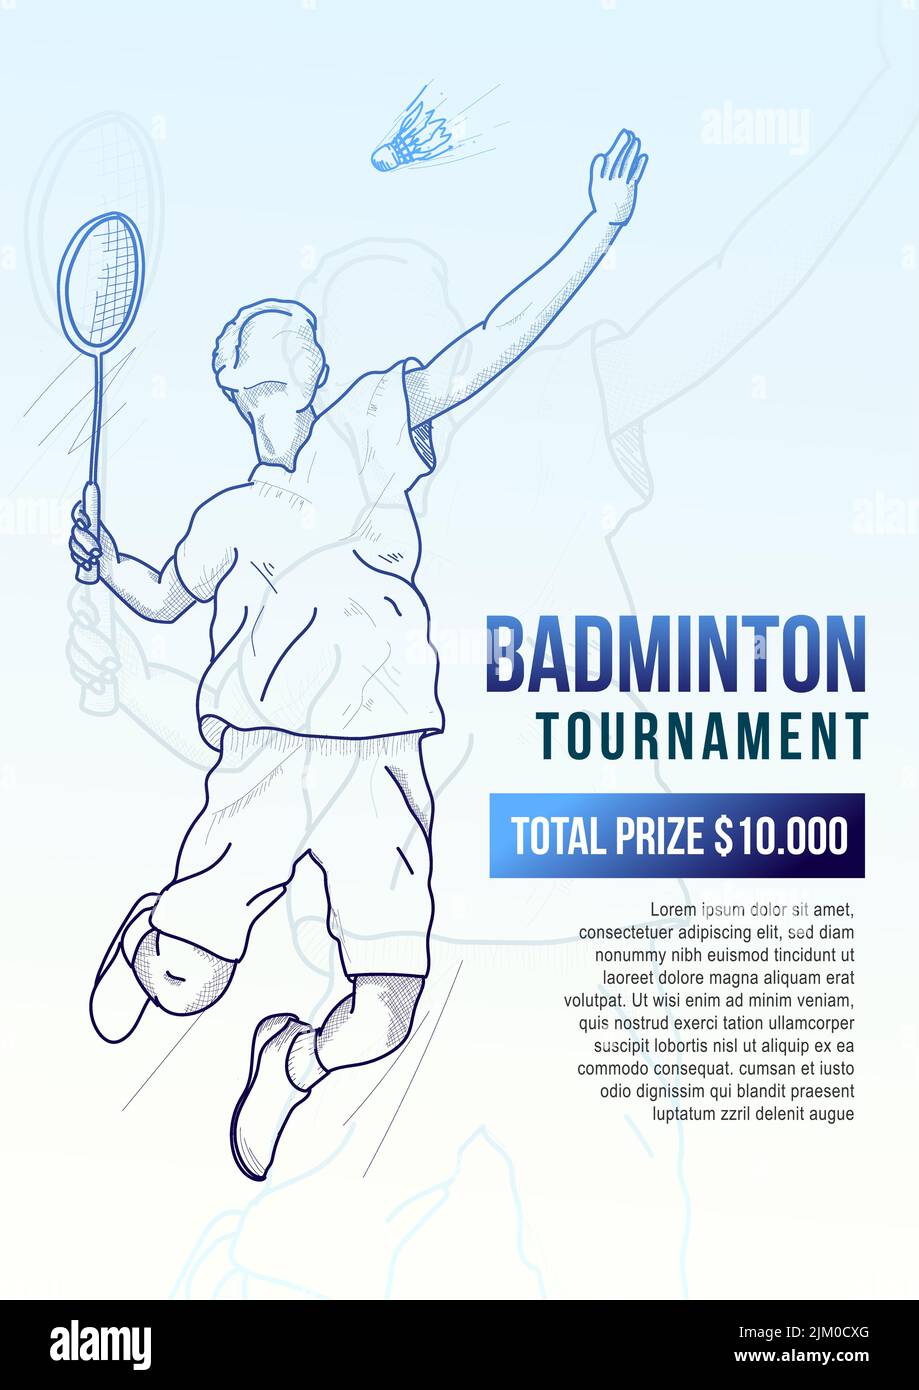 alamy
BADMINTON
TOURNAMENT
TOTAL PRIZE $10.000
Lorem ipsum dolor sit amet,
consectetuer adipiscing elit, sed diam
nonummy nibh euismod tincidunt ut
laoreet dolore magna aliquam erat
volutpat. Ut wisi enim ad minim veniam,
quis nostrud exerci tation ullamcorper
suscipit lobortis nisl ut aliquip ex ea
commodo consequat. cumsan et iusto
odio dignissim qui blandit praesent
luptatum zzril delenit augue
alamy
Image ID: 2JM0CXG
www.alamy.com